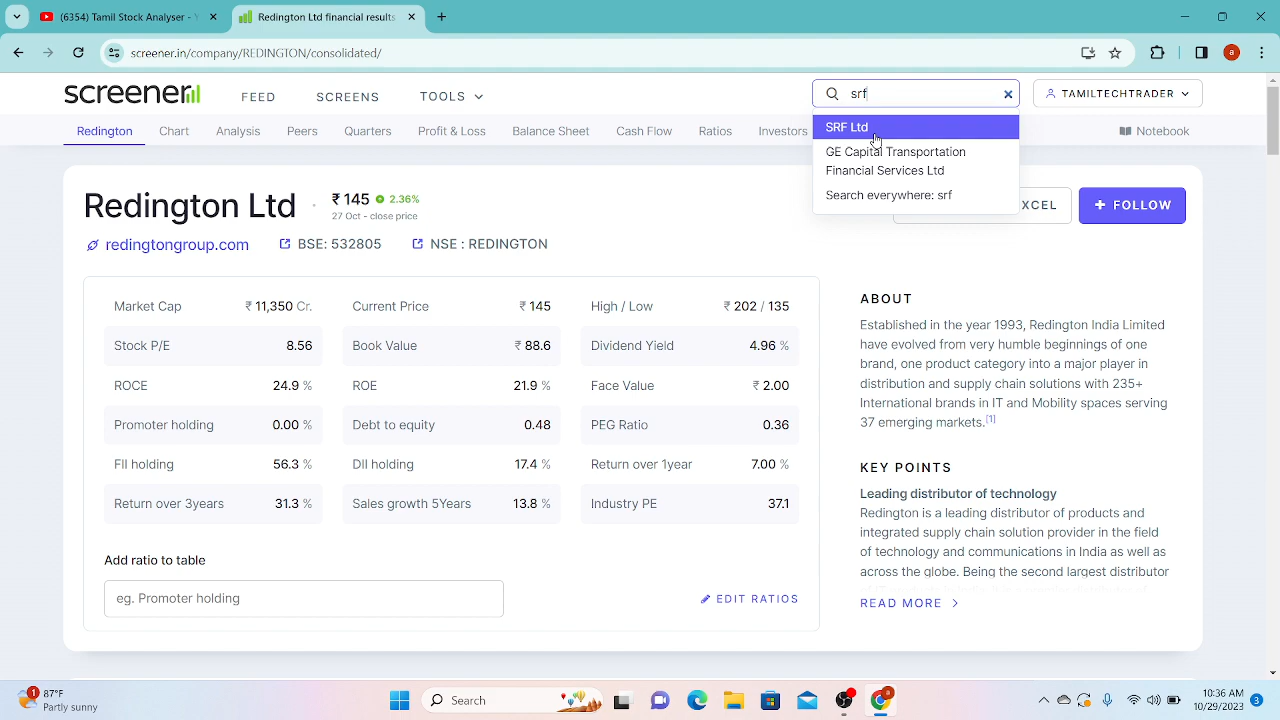 (6354) Tamil Stock Analyser - Y
Redington Ltd financial results
screener.in/company/REDINGTON/consolidated/
a
screener
FEED
SCREENS
TOOLS
srf
TAMILTECHTRADER
Redington
Chart
Analysis
Peers
Quarters
Profit & Loss
Balance Sheet
Cash Flow
Ratios
Investors
Notebook
SRF Ltd
GE Capital Transportation
Financial Services Ltd
Search everywhere: srf
Redington Ltd
₹ 145 2.36%
27 Oct - close price
XCEL
+ FOLLOW
redingtongroup.com
BSE: 532805
NSE : REDINGTON
Market Cap ₹ 11,350 Cr.
Current Price ₹ 145
High / Low ₹ 202 / 135
Stock P/E 8.56
Book Value ₹ 88.6
Dividend Yield 4.96 %
ROCE 24.9 %
ROE 21.9 %
Face Value ₹ 2.00
Promoter holding 0.00 %
Debt to equity 0.48
PEG Ratio 0.36
FII holding 56.3 %
DII holding 17.4 %
Return over 1year 7.00 %
Return over 3years 31.3 %
Sales growth 5Years 13.8 %
Industry PE 37.1
Add ratio to table
eg. Promoter holding
EDIT RATIOS
ABOUT
Established in the year 1993, Redington India Limited
have evolved from very humble beginnings of one
brand, one product category into a major player in
distribution and supply chain solutions with 235+
International brands in IT and Mobility spaces serving
37 emerging markets.[1]
KEY POINTS
Leading distributor of technology
Redington is a leading distributor of products and
integrated supply chain solution provider in the field
of technology and communications in India as well as
across the globe. Being the second largest distributor
READ MORE
1
87°F
Partly sunny
Search
10:36 AM
10/29/2023
3